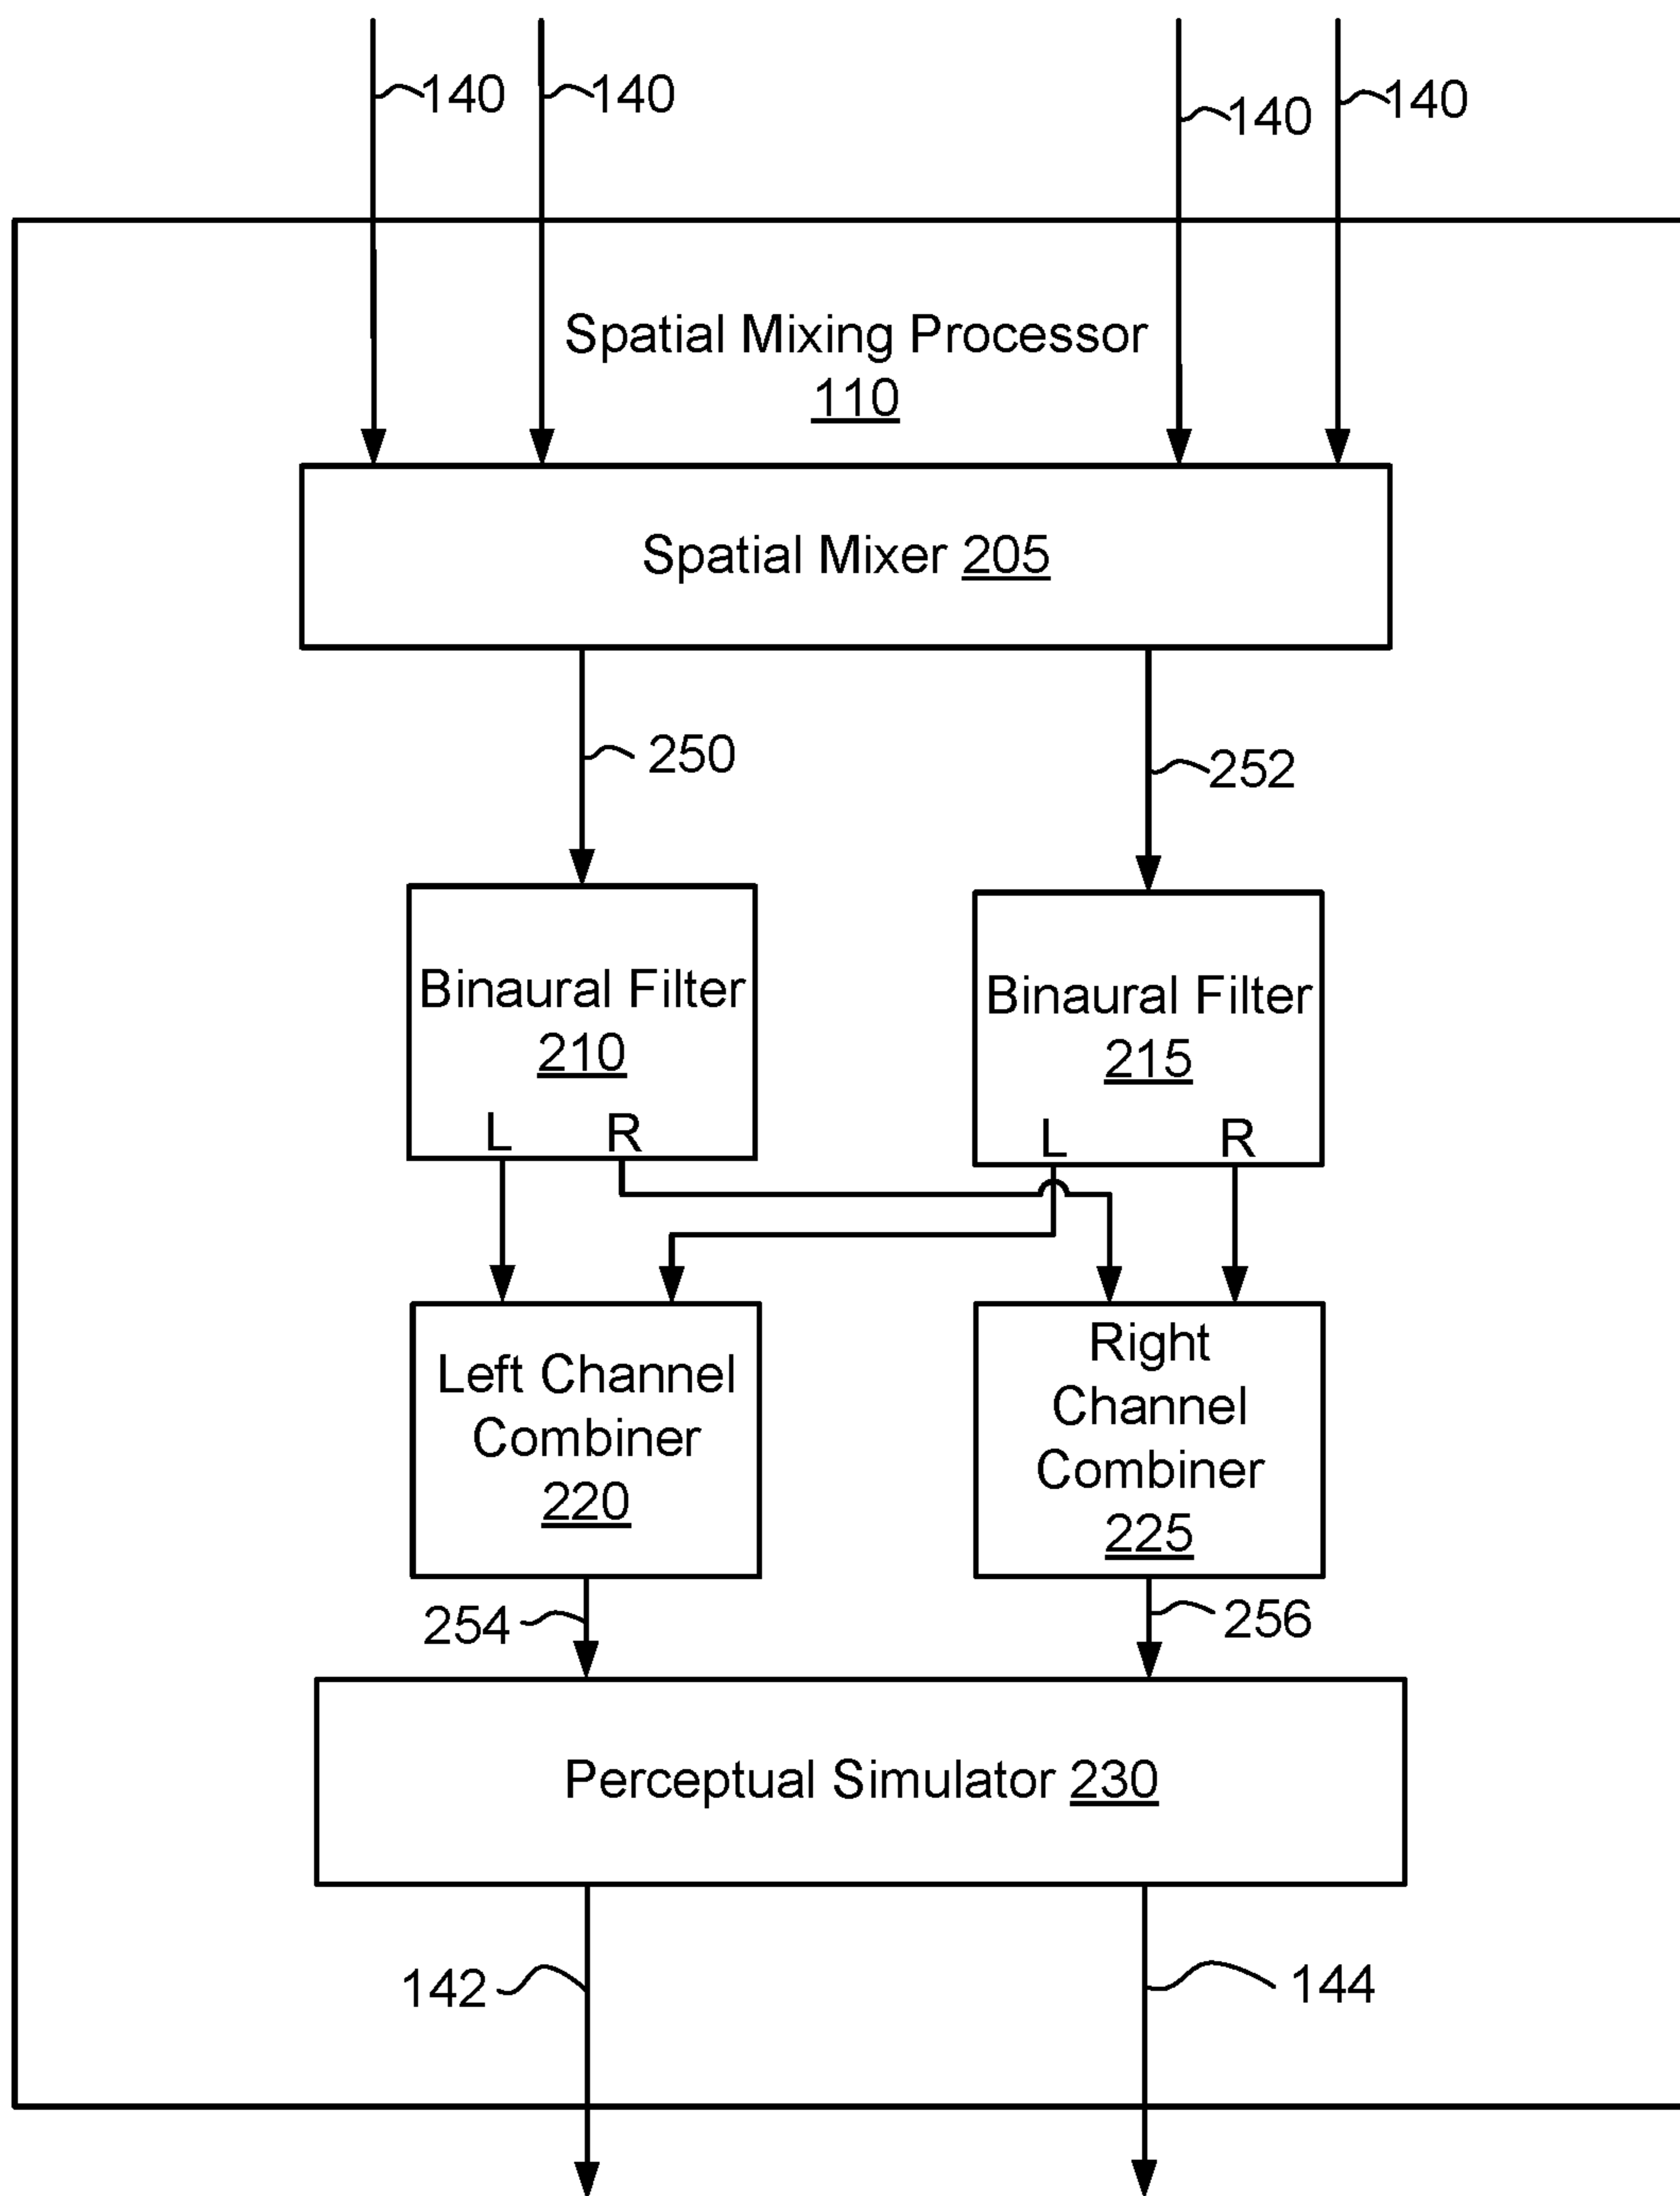 140
140
140
140
Spatial Mixing Processor
110
Spatial Mixer 205
250
252
Binaural Filter
210
L R
Binaural Filter
215
L R
Left Channel
Combiner
220
Right
Channel
Combiner
225
254
256
Perceptual Simulator 230
142
144